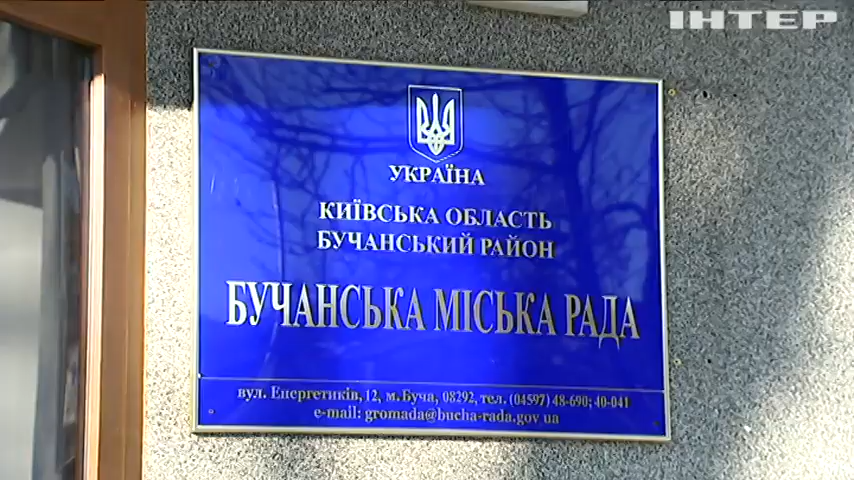 ІНТЕР
УКРАЇНА
КИЇВСЬКА ОБЛАСТЬ
БУЧАНСЬКИЙ РАЙОН
БУЧАНСЬКА МІСЬКА РАДА
вул. Енергетиків, 12, м. Буча, 08292, тел. (04597) 48-690; 40-041
e-mail: gromada@bucha-rada.gov ua